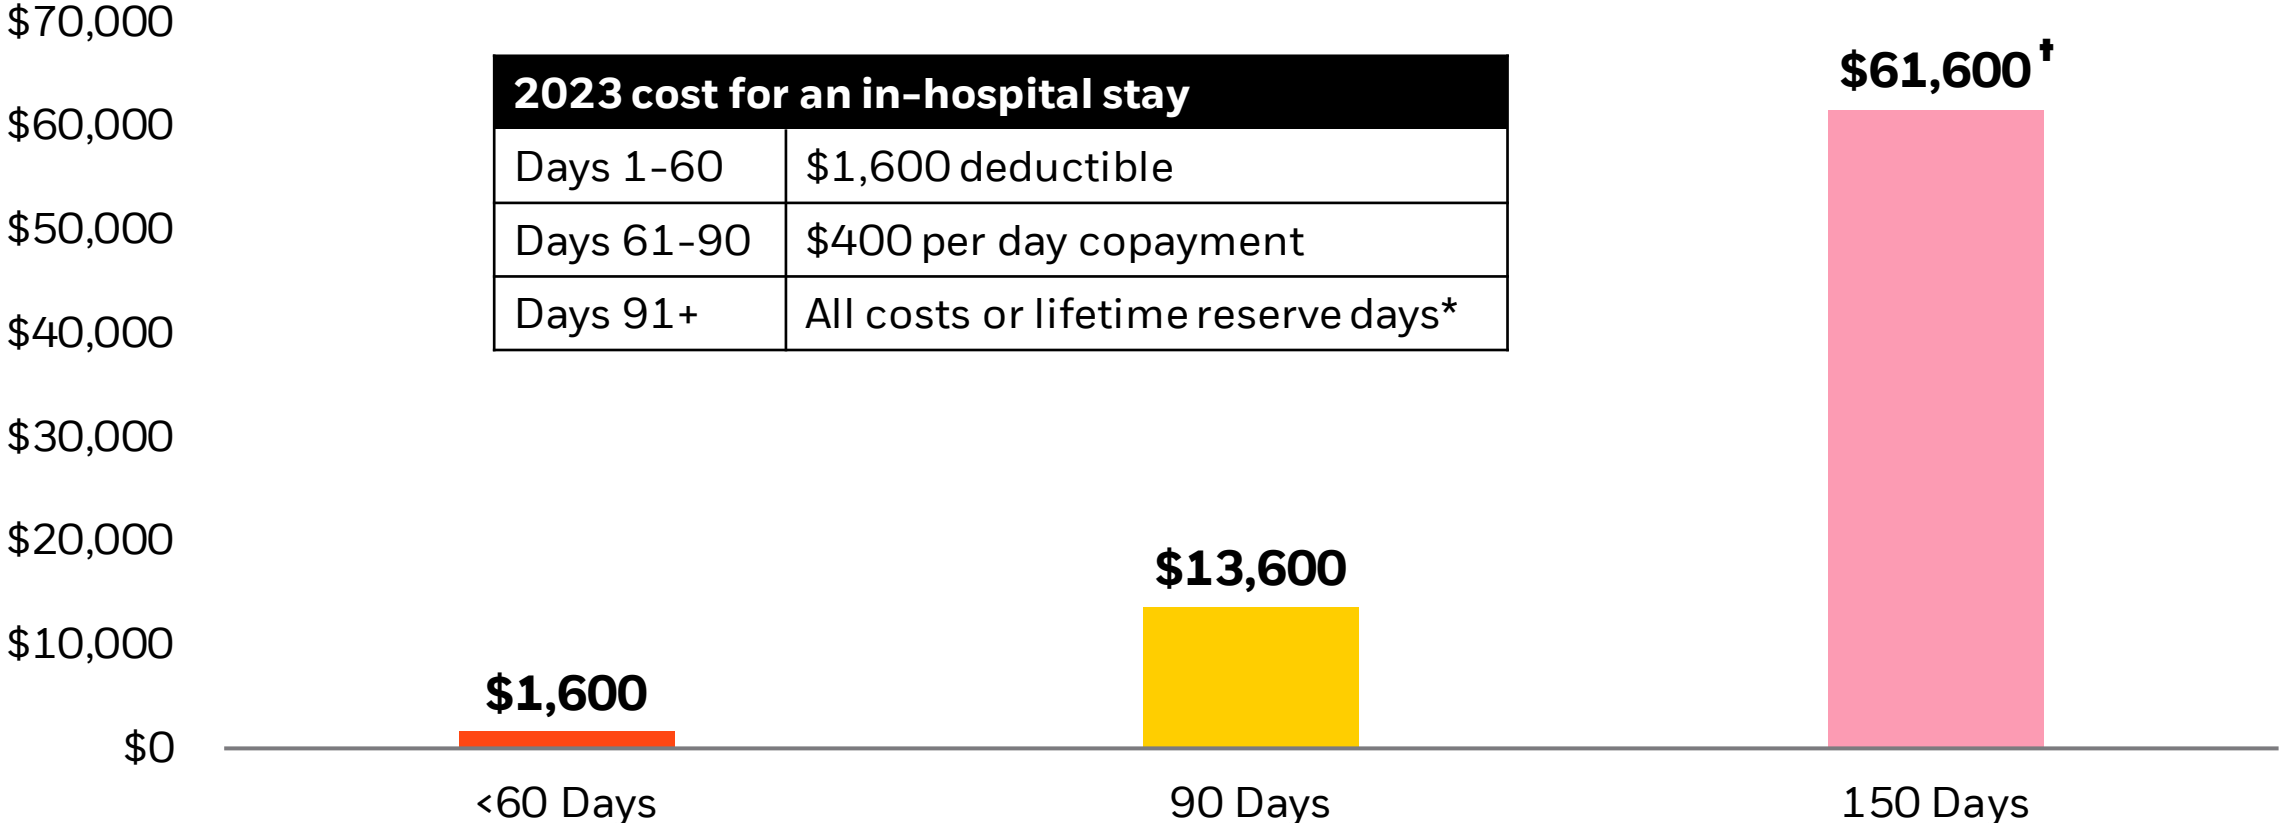 $70,000
$60,000
$50,000
$40,000
$30,000
$20,000
$10,000
$0
2023 cost for an in-hospital stay
Days 1-60 $1,600 deductible
Days 61-90 $400 per day copayment
Days 91+ All costs or lifetime reserve days*
$1,600
$13,600
$61,600†
<60 Days
90 Days
150 Days